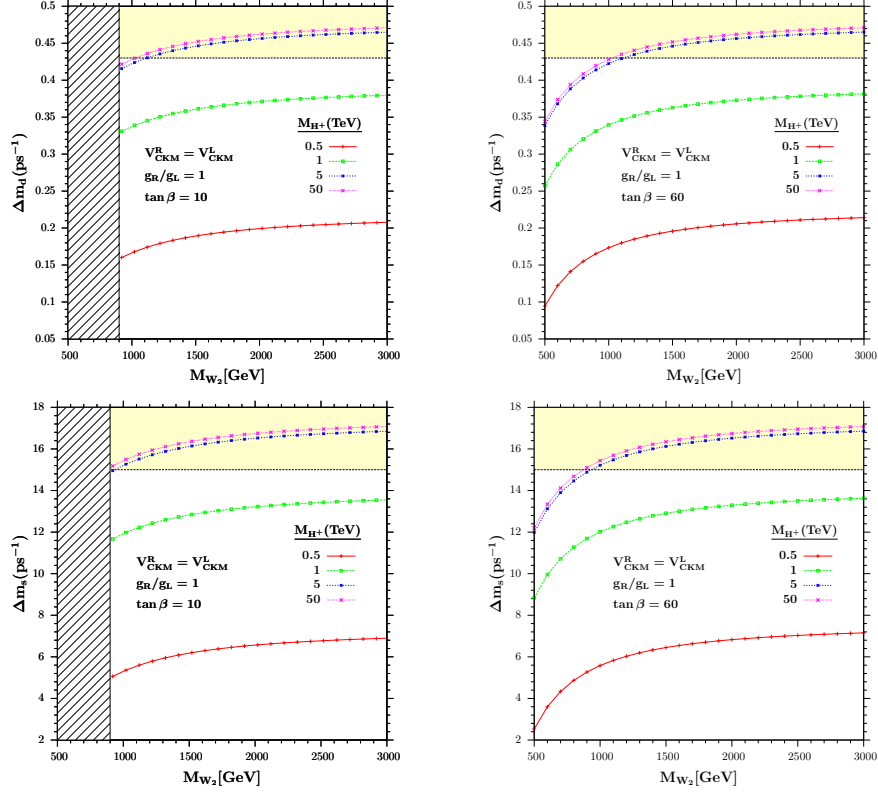 0.5
0.45
0.4
0.35
0.3
0.25
0.2
0.15
0.1
0.05
Δm_d(ps⁻¹)
500 1000 1500 2000 2500 3000
M_W₂[GeV]
V^R_CKM = V^L_CKM
g_R/g_L = 1
tan β = 10
M_H⁺(TeV)
0.5
1
5
50
0.5
0.45
0.4
0.35
0.3
0.25
0.2
0.15
0.1
0.05
Δm_d(ps⁻¹)
500 1000 1500 2000 2500 3000
M_W₂[GeV]
V^R_CKM = V^L_CKM
g_R/g_L = 1
tan β = 60
M_H⁺(TeV)
0.5
1
5
50
18
16
14
12
10
8
6
4
2
Δm_s(ps⁻¹)
500 1000 1500 2000 2500 3000
M_W₂[GeV]
V^R_CKM = V^L_CKM
g_R/g_L = 1
tan β = 10
M_H⁺(TeV)
0.5
1
5
50
18
16
14
12
10
8
6
4
2
Δm_s(ps⁻¹)
500 1000 1500 2000 2500 3000
M_W₂[GeV]
V^R_CKM = V^L_CKM
g_R/g_L = 1
tan β = 60
M_H⁺(TeV)
0.5
1
5
50